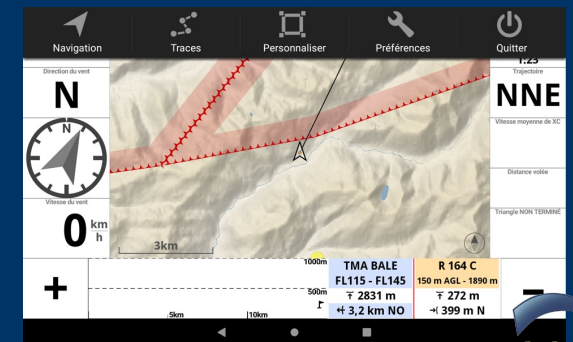 Navigation
Traces
Personnaliser
Préférences
Quitter
Direction du vent
N
N
Vitesse du vent
0 km h
3km
1:23
Trajectoire
NNE
Vitesse moyenne de XC
Distance volée
Triangle NON TERMINÉ
+
1000m
500m
5km
10km
TMA BALE
FL115 - FL145
2831 m
3,2 km NO
R 164 C
150 m AGL - 1890 m
272 m
399 m N